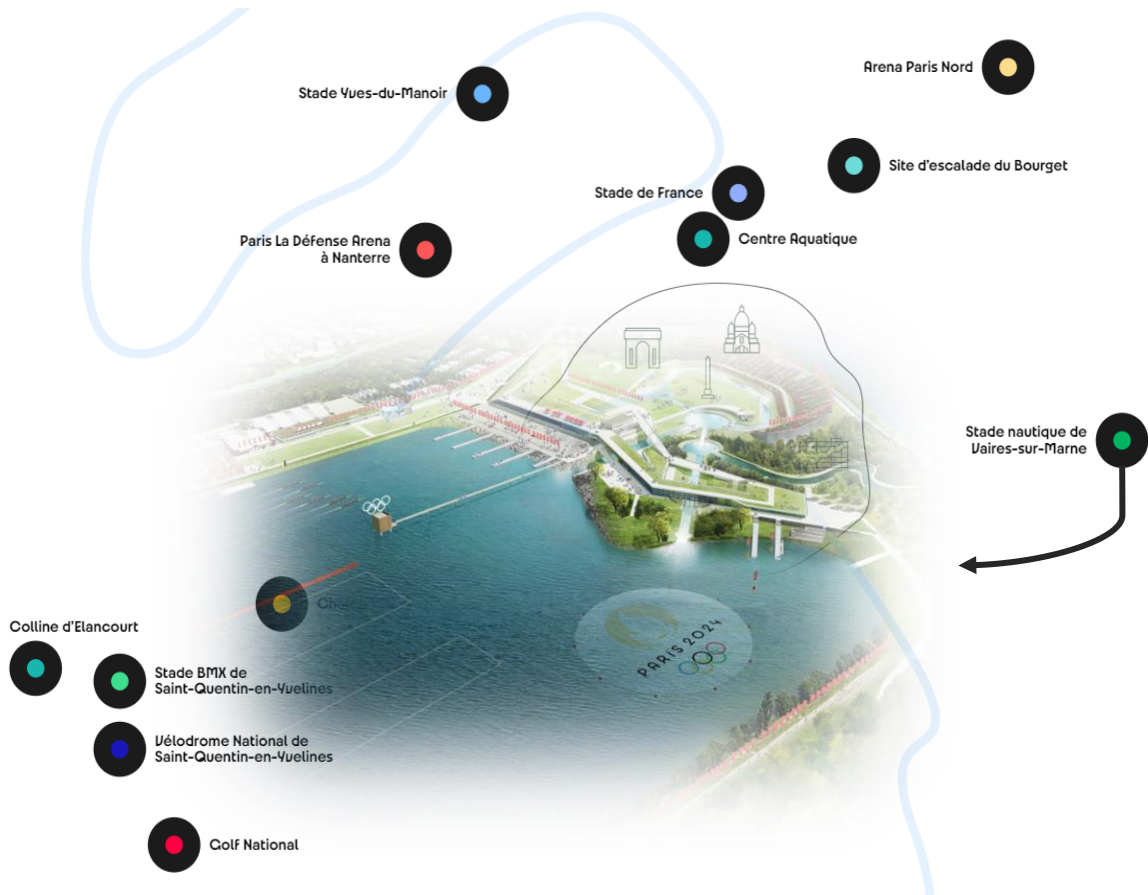 Arena Paris Nord
Stade Yves-du-Manoir
Site d'escalade du Bourget
Stade de France
Centre Aquatique
Paris La Défense Arena
à Nanterre
Stade nautique de
Vaires-sur-Marne
PARIS 2024
Colline d'Elancourt
Stade BMX de
Saint-Quentin-en-Yvelines
Vélodrome National de
Saint-Quentin-en-Yvelines
Golf National